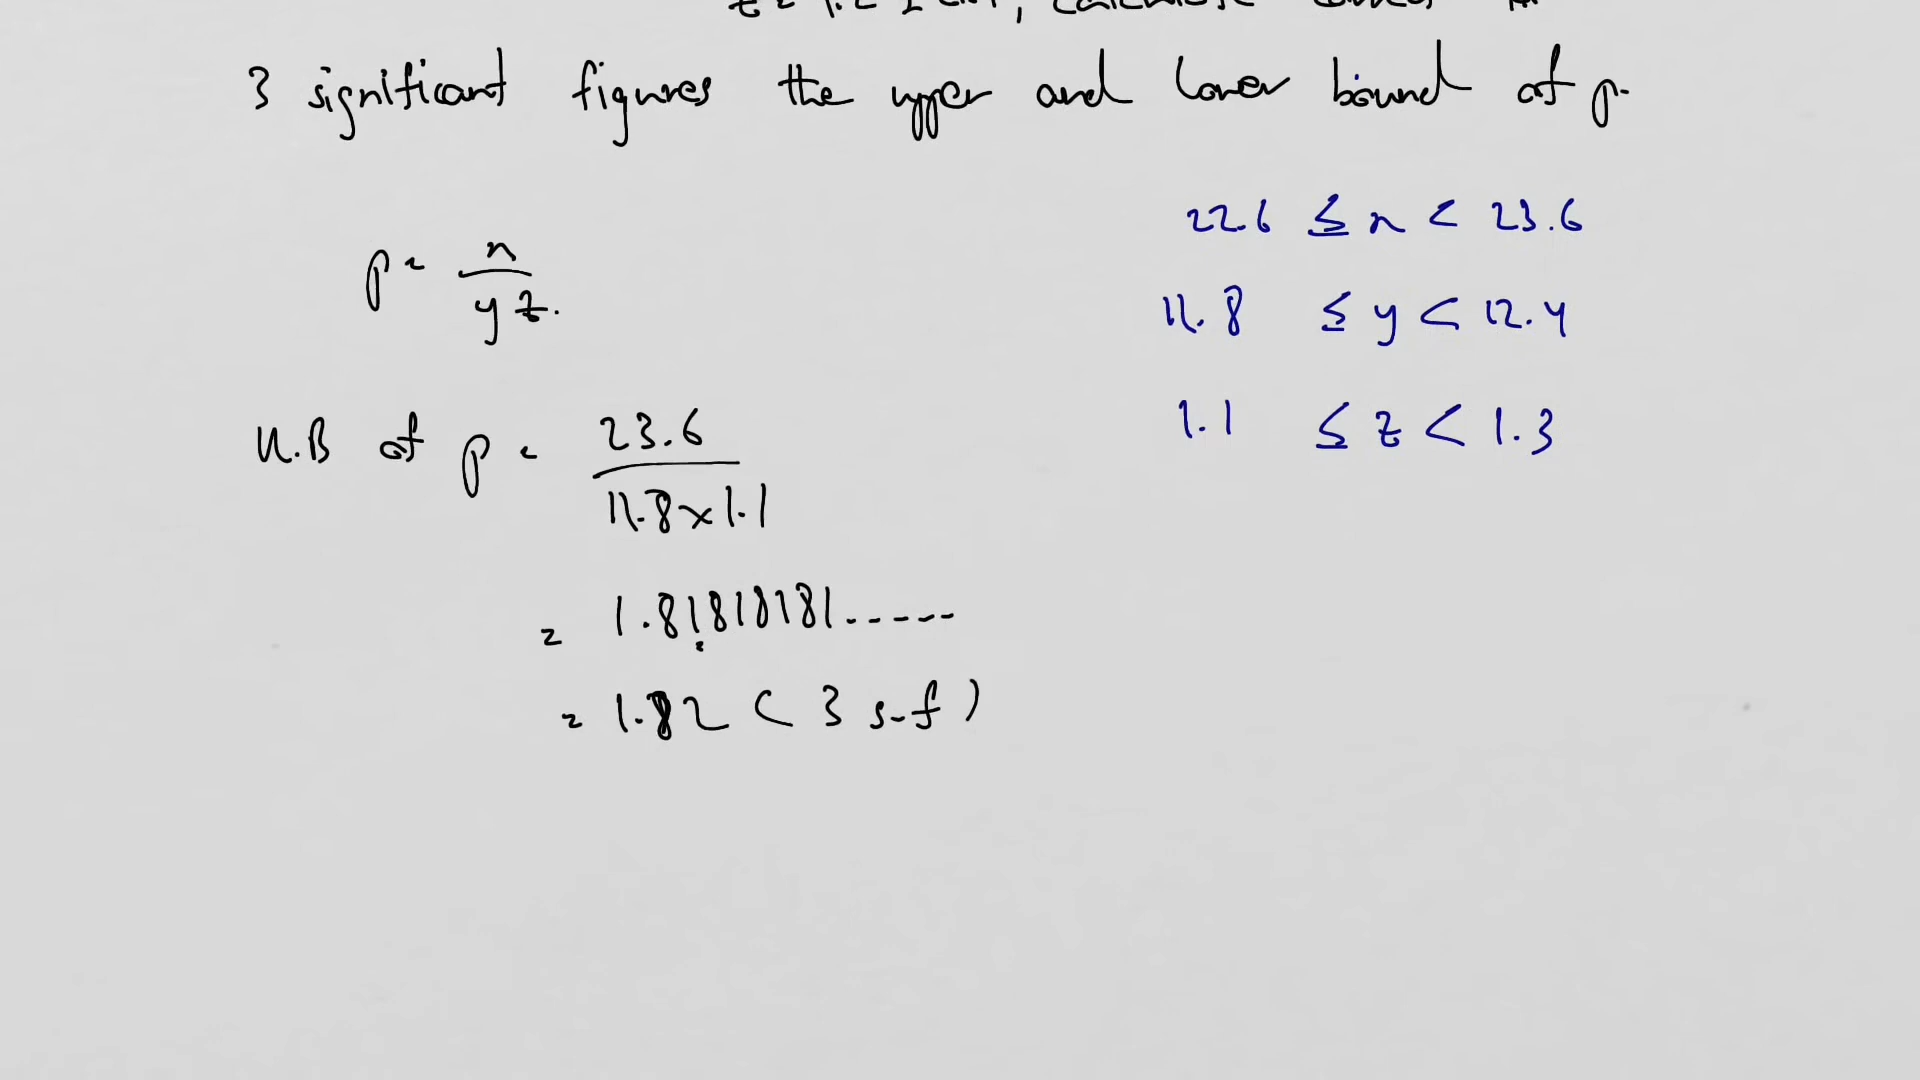 3 significant figures the upper and lower bound of p.
22.6 ≤ x < 23.6
p = x / yz.
11.8 ≤ y < 12.4
1.1 ≤ z < 1.3
U.B of p = 23.6 / 11.8 × 1.1
= 1.81818181.....
= 1.82 (3 s.f)